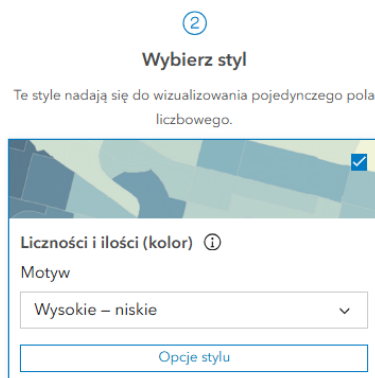 2
Wybierz styl
Te style nadają się do wizualizowania pojedynczego pola
liczbowego.
Liczności i ilości (kolor)
Motyw
Wysokie – niskie
Opcje stylu